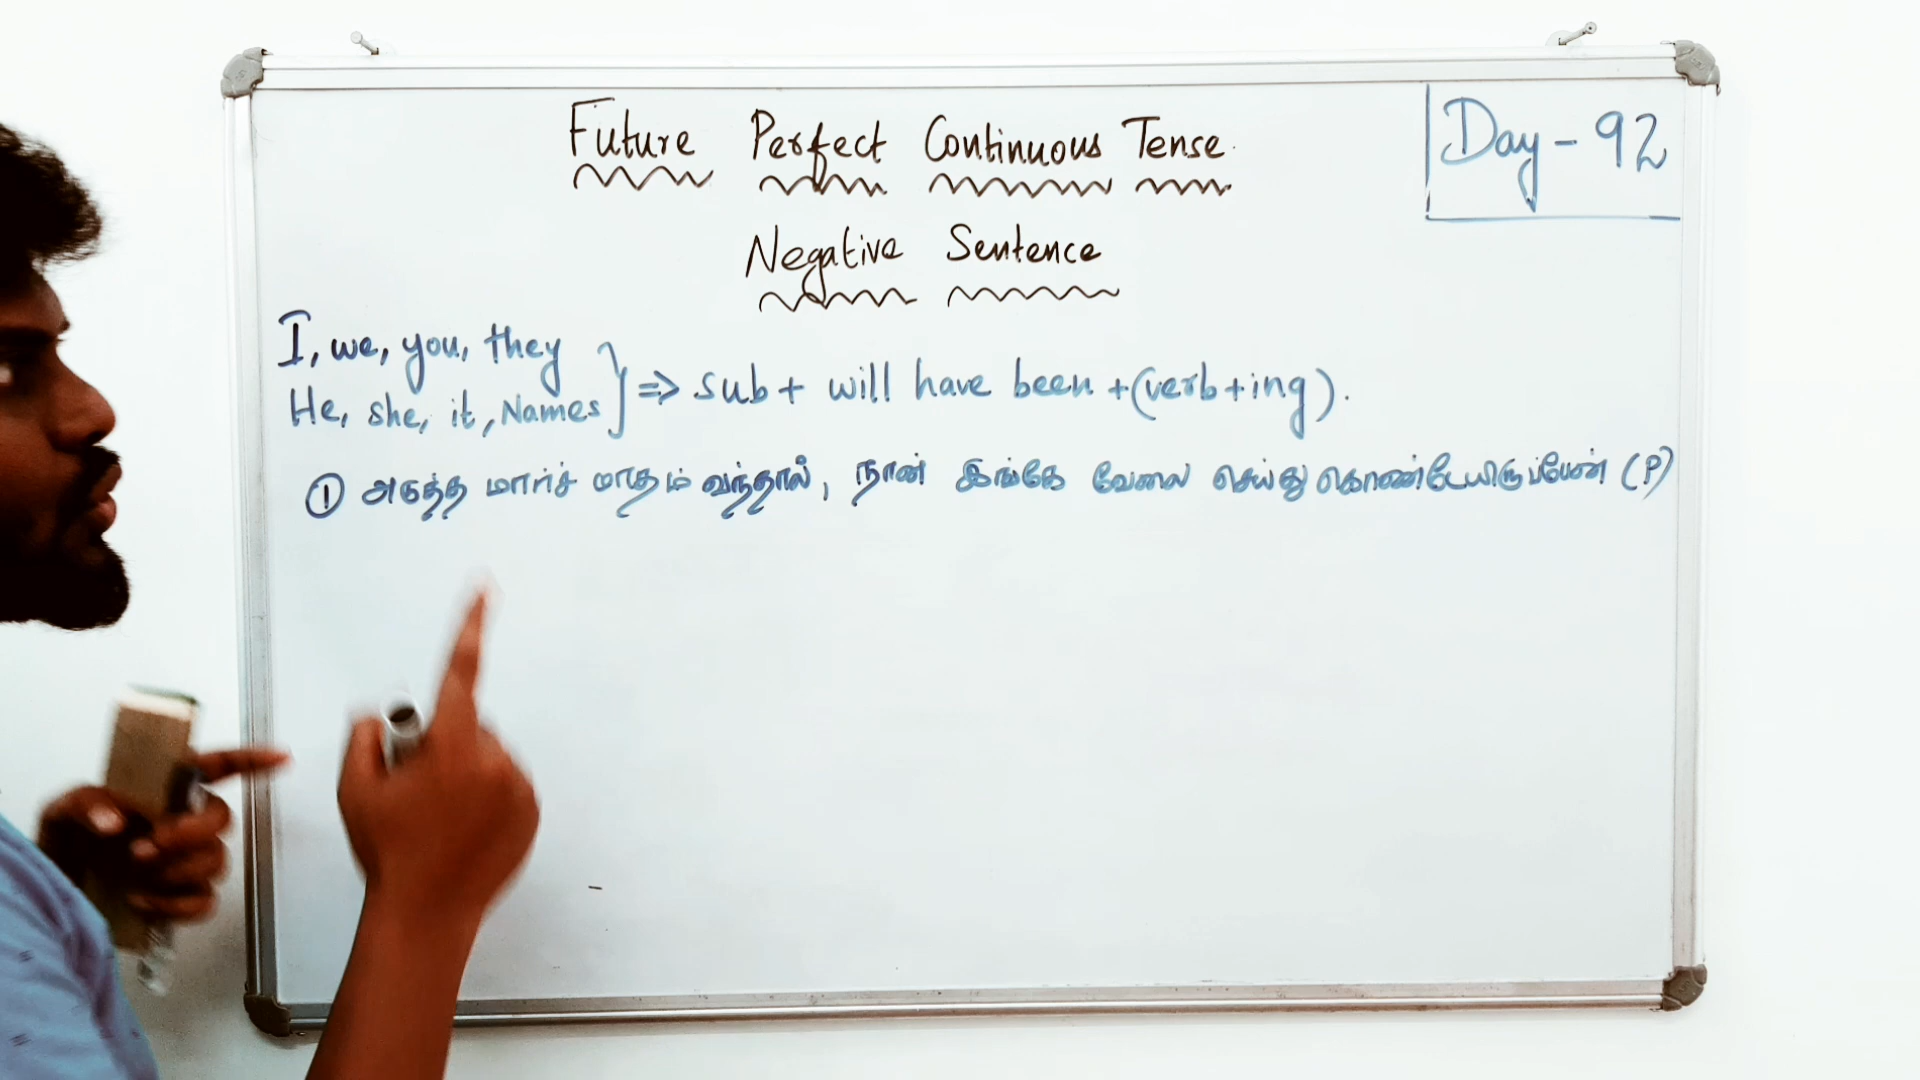 Future Perfect Continuous Tense.
Day - 92
Negative Sentence
I, we, you, they
He, she, it, Names } => sub + will have been + (verb+ing).
① அடுத்த மார்ச் மாதம் வந்தால், நான் இங்கே வேலை செய்து கொண்டேயிருப்பேன் (P)